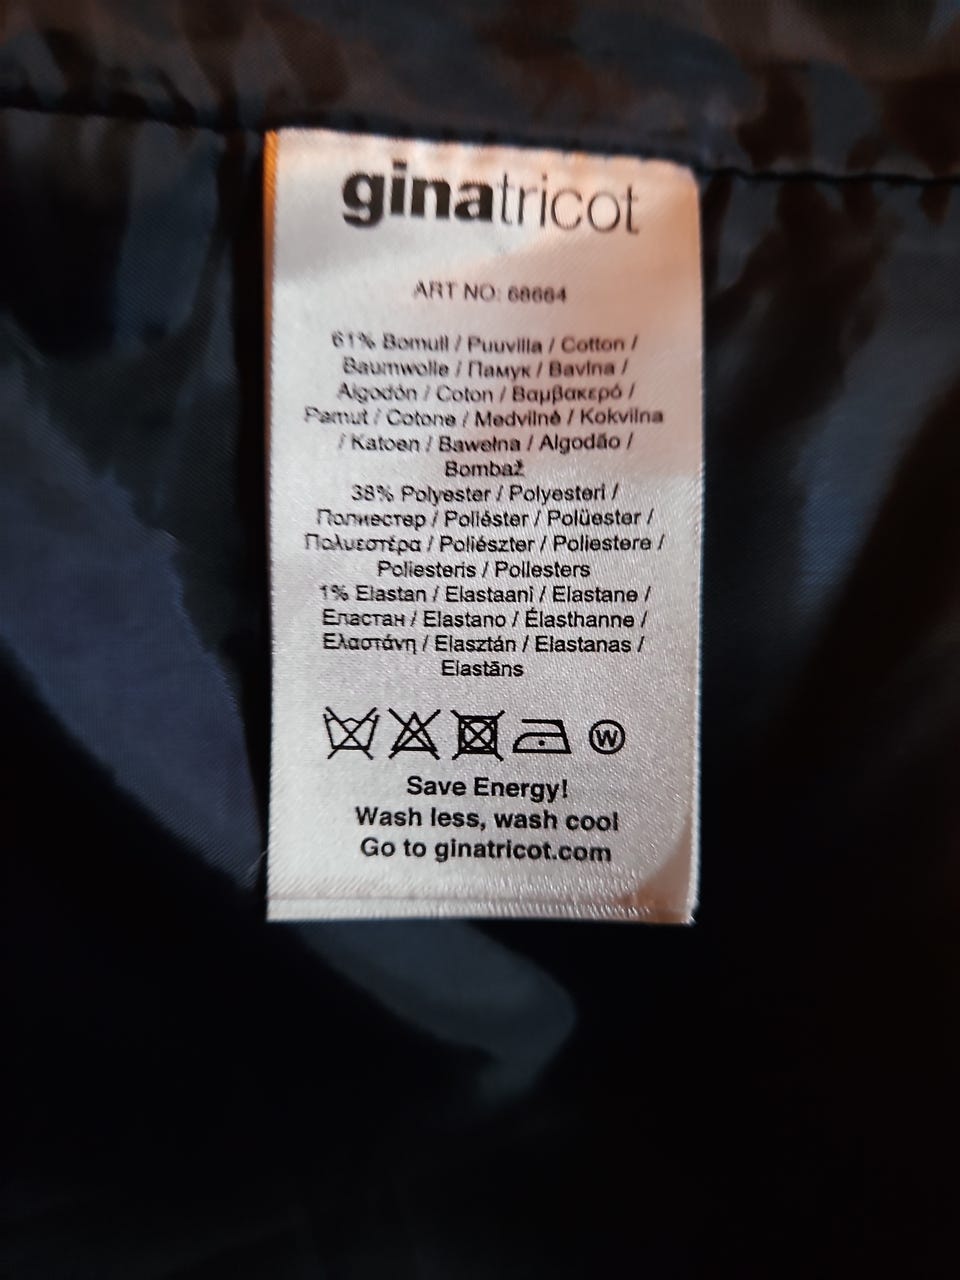 ginatricot
ART NO: 68664
61% Bomull / Puuvilla / Cotton /
Baumwolle / Памук / Bavlna /
Algodón / Coton / Βαμβακερό /
Pamut / Cotone / Medvilnė / Kokvilna
/ Katoen / Bawełna / Algodão /
Bombaž
38% Polyester / Polyesteri /
Полиестер / Poliéster / Polüester /
Πολυεστέρα / Poliészter / Poliestere /
Poliesteris / Poliesters
1% Elastan / Elastaani / Elastane /
Еластан / Elastano / Élasthanne /
Ελαστάνη / Elasztán / Elastanas /
Elastāns
W
Save Energy!
Wash less, wash cool
Go to ginatricot.com